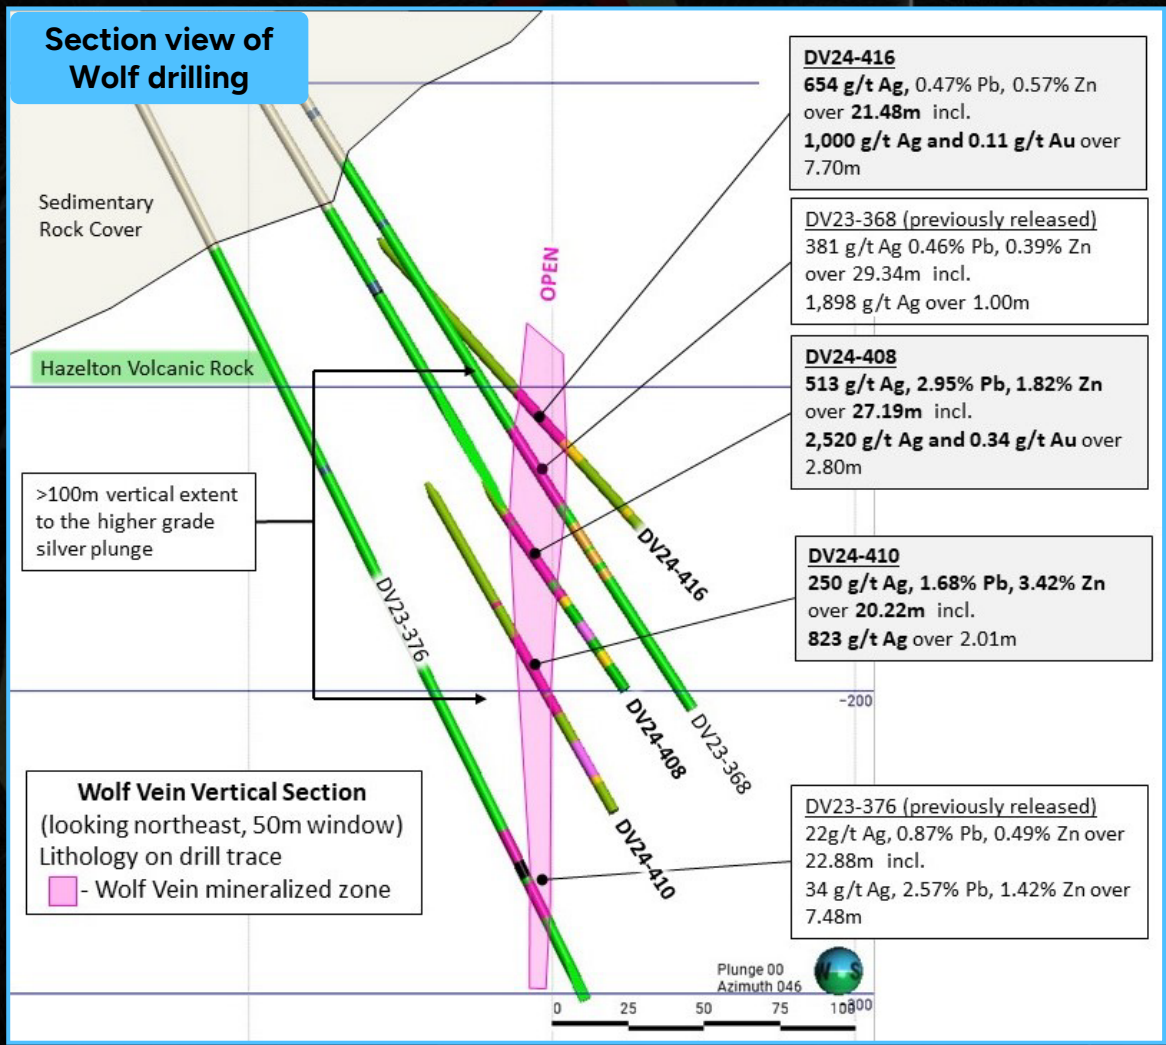 Section view of
Wolf drilling
DV24-416
654 g/t Ag, 0.47% Pb, 0.57% Zn
over 21.48m incl.
1,000 g/t Ag and 0.11 g/t Au over
7.70m
Sedimentary
Rock Cover
DV23-368 (previously released)
381 g/t Ag 0.46% Pb, 0.39% Zn
over 29.34m incl.
1,898 g/t Ag over 1.00m
OPEN
Hazelton Volcanic Rock
DV24-408
513 g/t Ag, 2.95% Pb, 1.82% Zn
over 27.19m incl.
2,520 g/t Ag and 0.34 g/t Au over
2.80m
>100m vertical extent
to the higher grade
silver plunge
DV24-416
DV24-410
250 g/t Ag, 1.68% Pb, 3.42% Zn
over 20.22m incl.
823 g/t Ag over 2.01m
DV23-376
-200
DV24-408
DV23-368
Wolf Vein Vertical Section
(looking northeast, 50m window)
Lithology on drill trace
- Wolf Vein mineralized zone
DV24-410
DV23-376 (previously released)
22g/t Ag, 0.87% Pb, 0.49% Zn over
22.88m incl.
34 g/t Ag, 2.57% Pb, 1.42% Zn over
7.48m
Plunge 00
Azimuth 046
W S
0 25 50 75 100
-300